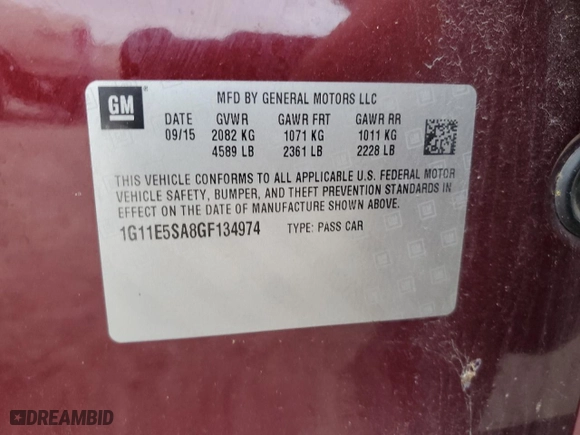 GM
MFD BY GENERAL MOTORS LLC
DATE GVWR GAWR FRT GAWR RR
09/15 2082 KG 1071 KG 1011 KG
4589 LB 2361 LB 2228 LB
THIS VEHICLE CONFORMS TO ALL APPLICABLE U.S. FEDERAL MOTOR
VEHICLE SAFETY, BUMPER, AND THEFT PREVENTION STANDARDS IN
EFFECT ON THE DATE OF MANUFACTURE SHOWN ABOVE.
1G11E5SA8GF134974 TYPE: PASS CAR
DREAMBID